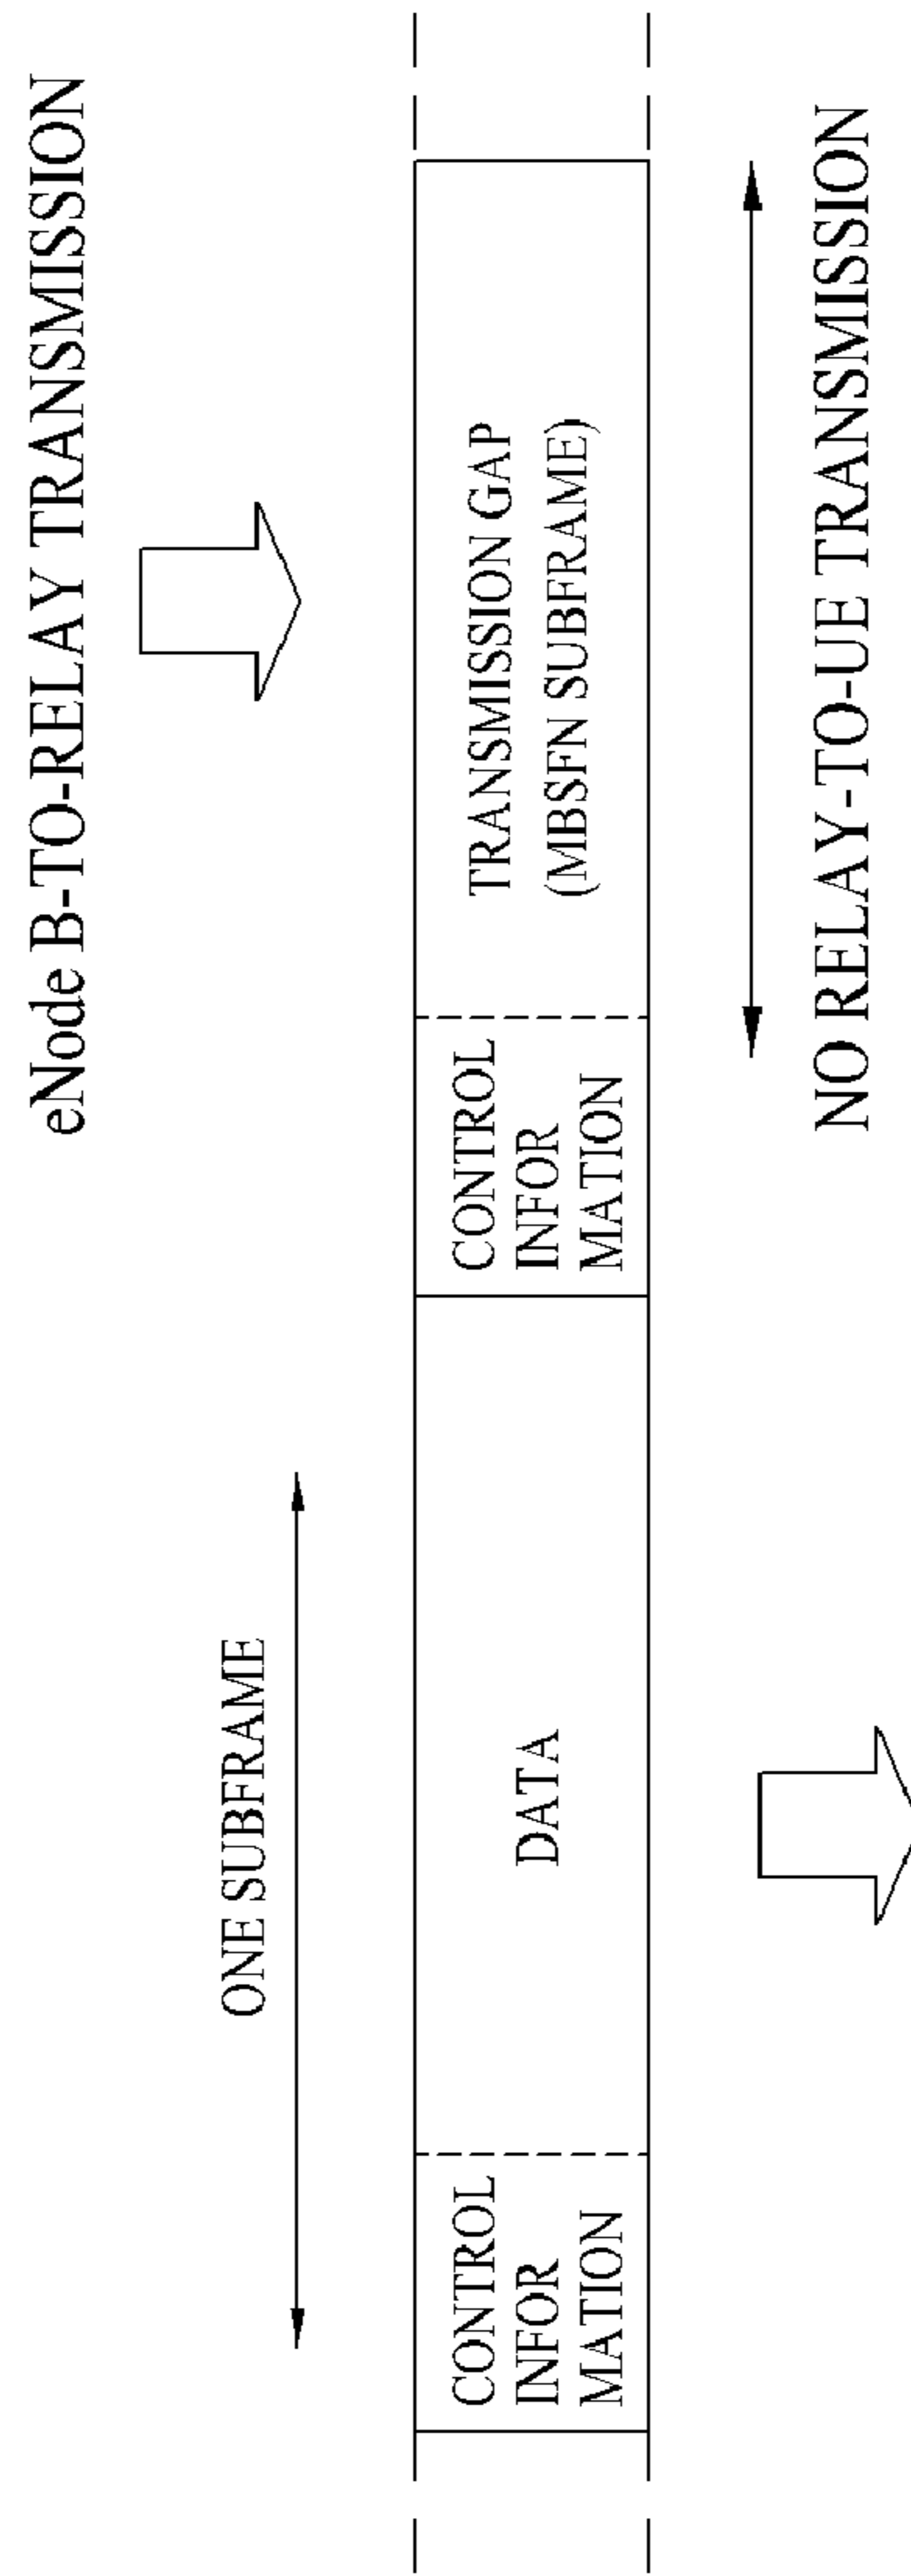 eNode B-TO-RELAY TRANSMISSION
ONE SUBFRAME
CONTROL
INFOR
MATION
DATA
CONTROL
INFOR
MATION
TRANSMISSION GAP
(MBSFN SUBFRAME)
NO RELAY-TO-UE TRANSMISSION